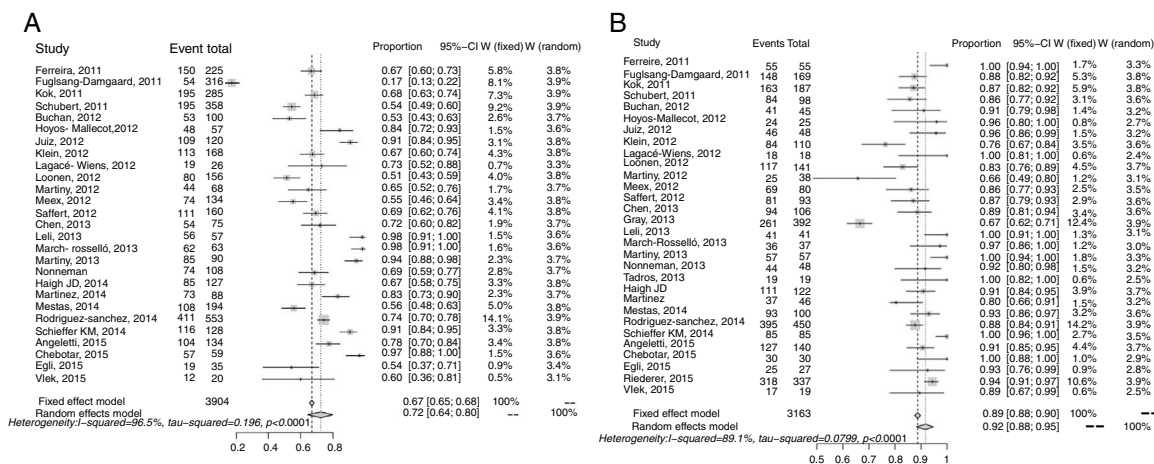 A
Study Event total Proportion 95%-CI W (fixed) W (random)
Ferreira, 2011 150 225 0.67 [0.60; 0.73] 5.8% 3.8%
Fuglsang-Damgaard, 2011 54 316 0.17 [0.13; 0.22] 8.1% 3.9%
Kok, 2011 195 285 0.68 [0.63; 0.74] 7.3% 3.9%
Schubert, 2011 195 358 0.54 [0.49; 0.60] 9.2% 3.9%
Buchan, 2012 53 100 0.53 [0.43; 0.63] 2.6% 3.7%
Hoyos- Mallecot,2012 48 57 0.84 [0.72; 0.93] 1.5% 3.6%
Juiz, 2012 109 120 0.91 [0.84; 0.95] 3.1% 3.8%
Klein, 2012 113 168 0.67 [0.60; 0.74] 4.3% 3.8%
Lagacé- Wiens, 2012 19 26 0.73 [0.52; 0.88] 0.7% 3.3%
Loonen, 2012 80 156 0.51 [0.43; 0.59] 4.0% 3.8%
Martiny, 2012 44 68 0.65 [0.52; 0.76] 1.7% 3.6%
Meex, 2012 74 134 0.55 [0.46; 0.64] 3.4% 3.8%
Saffert, 2012 111 160 0.69 [0.62; 0.76] 4.1% 3.8%
Chen, 2013 54 75 0.72 [0.60; 0.82] 1.9% 3.7%
Leli, 2013 56 57 0.98 [0.91; 1.00] 1.5% 3.6%
March- rosselló, 2013 62 63 0.98 [0.91; 1.00] 1.6% 3.6%
Martiny, 2013 85 90 0.94 [0.88; 0.98] 2.3% 3.7%
Nonneman 74 108 0.69 [0.59; 0.77] 2.8% 3.7%
Haigh JD, 2014 85 127 0.67 [0.58; 0.75] 3.3% 3.8%
Martinez, 2014 73 88 0.83 [0.73; 0.90] 2.3% 3.7%
Mestas, 2014 108 194 0.56 [0.48; 0.63] 5.0% 3.8%
Rodriguez-sanchez, 2014 411 553 0.74 [0.70; 0.78] 14.1% 3.9%
Schieffer KM, 2014 116 128 0.91 [0.84; 0.95] 3.3% 3.8%
Angeletti, 2015 104 134 0.78 [0.70; 0.84] 3.4% 3.8%
Chebotar, 2015 57 59 0.97 [0.88; 1.00] 1.5% 3.6%
Egli, 2015 19 35 0.54 [0.37; 0.71] 0.9% 3.4%
Vlek, 2015 12 20 0.60 [0.36; 0.81] 0.5% 3.1%
Fixed effect model 3904 0.67 [0.65; 0.68] 100% --
Random effects model 0.72 [0.64; 0.80] -- 100%
Heterogeneity:I-squared=96.5%, tau-squared=0.196, p<0.0001
0.2 0.4 0.6 0.8
B
Study Events Total Proportion 95%-CI W (fixed) W (random)
Ferreire, 2011 55 55 1.00 [0.94; 1.00] 1.7% 3.3%
Fuglsang-Damgaard, 2011 148 169 0.88 [0.82; 0.92] 5.3% 3.7%
Kok, 2011 163 187 0.87 [0.82; 0.92] 5.9% 3.8%
Schubert, 2011 84 98 0.86 [0.77; 0.92] 3.1% 3.6%
Buchan, 2012 41 45 0.91 [0.79; 0.98] 1.4% 3.2%
Hoyos-Mallecot, 2012 24 25 0.96 [0.80; 1.00] 0.8% 2.7%
Juiz, 2012 46 48 0.96 [0.86; 0.99] 1.5% 3.2%
Klein, 2012 84 110 0.76 [0.67; 0.84] 3.5% 3.6%
Lagacé-Wiens, 2012 18 18 1.00 [0.81; 1.00] 0.6% 2.4%
Loonen, 2012 117 141 0.83 [0.76; 0.89] 4.5% 3.7%
Martiny, 2012 25 38 0.66 [0.49; 0.80] 1.2% 3.1%
Meex, 2012 69 80 0.86 [0.77; 0.93] 2.5% 3.5%
Saffert, 2012 81 93 0.87 [0.79; 0.93] 2.9% 3.6%
Chen, 2013 94 106 0.89 [0.81; 0.94] 3.4% 3.6%
Gray, 2013 261 392 0.67 [0.62; 0.71] 12.4% 3.9%
Leli, 2013 41 41 1.00 [0.91; 1.00] 1.3% 3.1%
March-Rosselló, 2013 36 37 0.97 [0.86; 1.00] 1.2% 3.0%
Martiny, 2013 57 57 1.00 [0.94; 1.00] 1.8% 3.3%
Nonneman, 2013 44 48 0.92 [0.80; 0.98] 1.5% 3.2%
Tadros, 2013 19 19 1.00 [0.82; 1.00] 0.6% 2.5%
Haigh JD 111 122 0.91 [0.84; 0.95] 3.9% 3.7%
Martinez 37 46 0.80 [0.66; 0.91] 1.5% 3.2%
Mestas, 2014 93 100 0.93 [0.86; 0.97] 3.2% 3.6%
Rodriguez-sanchez, 2014 395 450 0.88 [0.84; 0.91] 14.2% 3.9%
Schieffer KM, 2014 85 85 1.00 [0.96; 1.00] 2.7% 3.5%
Angeletti, 2015 127 140 0.91 [0.85; 0.95] 4.4% 3.7%
Chebotar, 2015 30 30 1.00 [0.88; 1.00] 1.0% 2.9%
Egli, 2015 25 27 0.93 [0.76; 0.99] 0.9% 2.8%
Riederer, 2015 318 337 0.94 [0.91; 0.97] 10.6% 3.9%
Vlek, 2015 17 19 0.89 [0.67; 0.99] 0.6% 2.5%
Fixed effect model 3163 0.89 [0.88; 0.90] 100% --
Random effects model 0.92 [0.88; 0.95] -- 100%
Heterogeneity:I-squared=89.1%, tau-squared=0.0799, p<0.0001
0.5 0.6 0.7 0.8 0.9 1